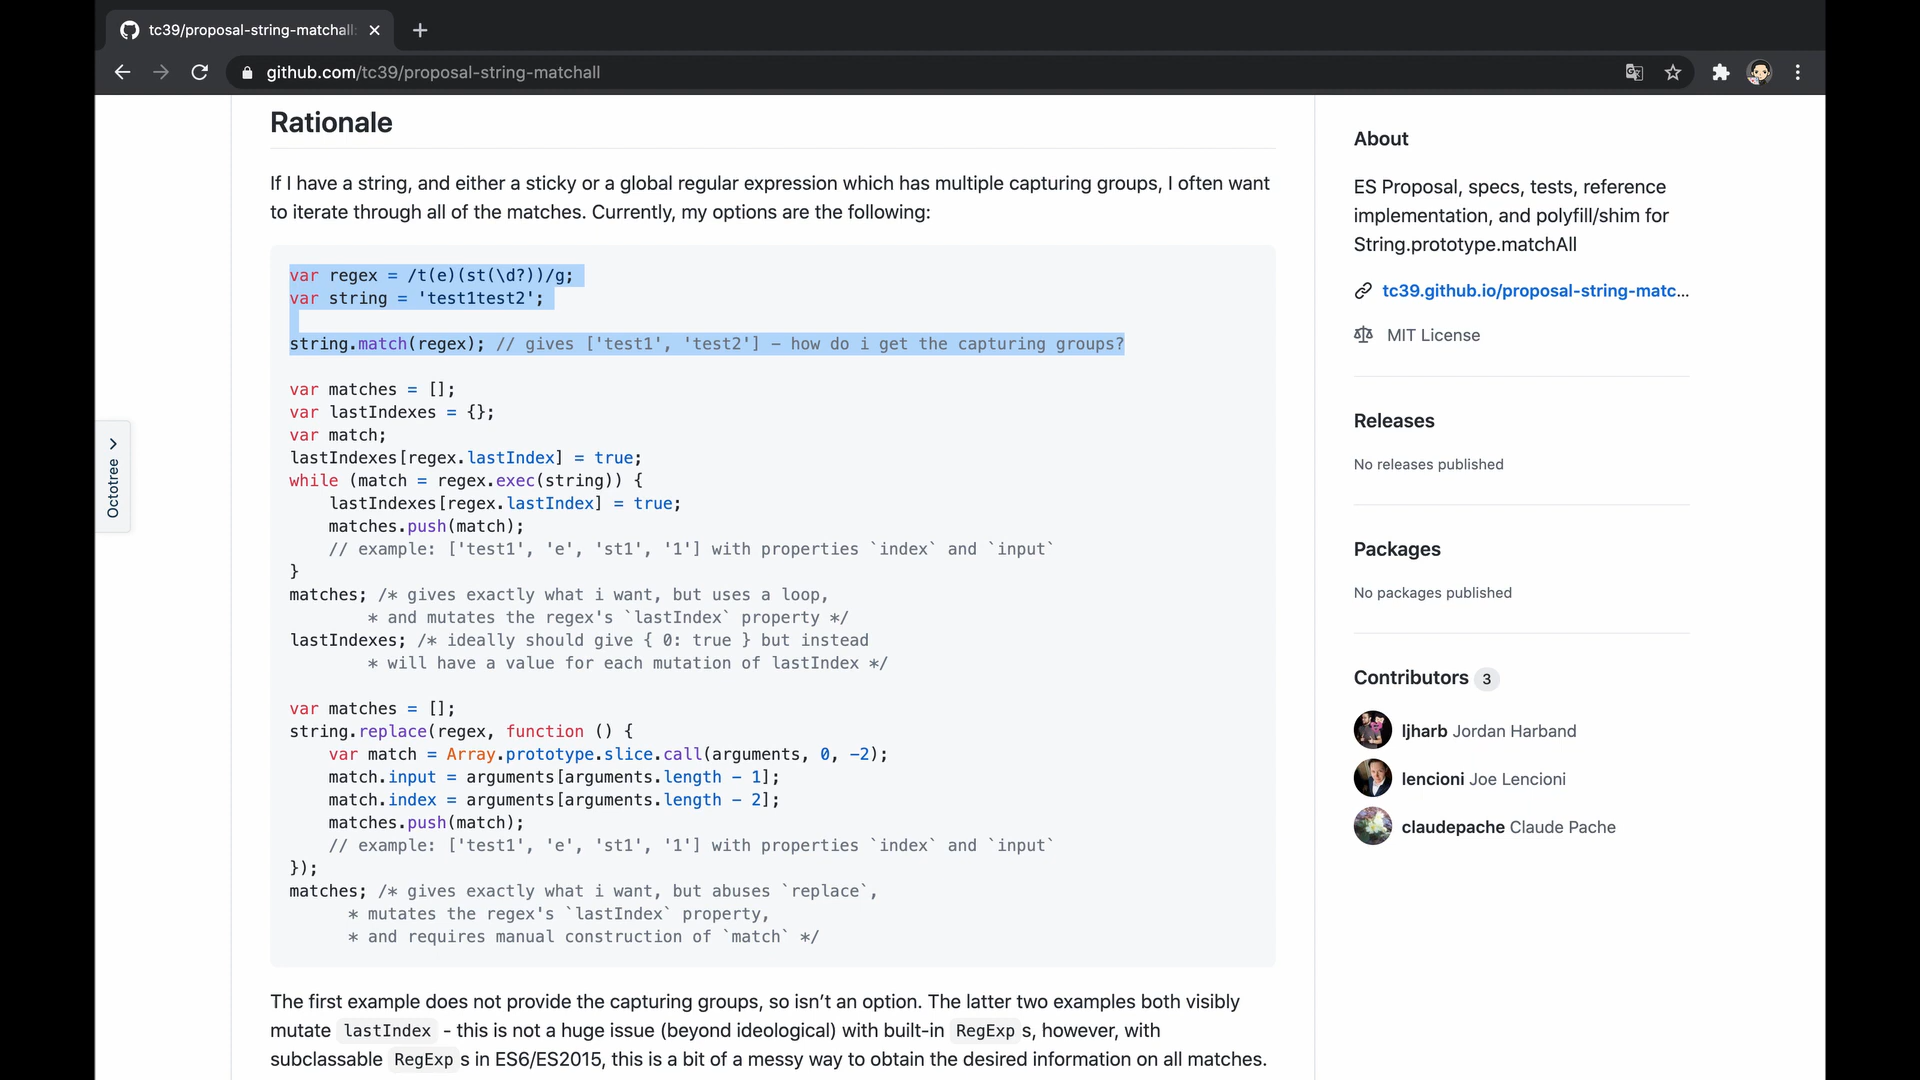 tc39/proposal-string-matchall:
github.com/tc39/proposal-string-matchall
Rationale
If I have a string, and either a sticky or a global regular expression which has multiple capturing groups, I often want
to iterate through all of the matches. Currently, my options are the following:
var regex = /t(e)(st(\d?))/g;
var string = 'test1test2';
string.match(regex); // gives ['test1', 'test2'] - how do i get the capturing groups?
var matches = [];
var lastIndexes = {};
var match;
lastIndexes[regex.lastIndex] = true;
while (match = regex.exec(string)) {
    lastIndexes[regex.lastIndex] = true;
    matches.push(match);
    // example: ['test1', 'e', 'st1', '1'] with properties `index` and `input`
}
matches; /* gives exactly what i want, but uses a loop,
        * and mutates the regex's `lastIndex` property */
lastIndexes; /* ideally should give { 0: true } but instead
        * will have a value for each mutation of lastIndex */
var matches = [];
string.replace(regex, function () {
    var match = Array.prototype.slice.call(arguments, 0, -2);
    match.input = arguments[arguments.length - 1];
    match.index = arguments[arguments.length - 2];
    matches.push(match);
    // example: ['test1', 'e', 'st1', '1'] with properties `index` and `input`
});
matches; /* gives exactly what i want, but abuses `replace`,
      * mutates the regex's `lastIndex` property,
      * and requires manual construction of `match` */
The first example does not provide the capturing groups, so isn't an option. The latter two examples both visibly
mutate lastIndex - this is not a huge issue (beyond ideological) with built-in RegExp s, however, with
subclassable RegExp s in ES6/ES2015, this is a bit of a messy way to obtain the desired information on all matches.
Octotree
About
ES Proposal, specs, tests, reference
implementation, and polyfill/shim for
String.prototype.matchAll
tc39.github.io/proposal-string-matc...
MIT License
Releases
No releases published
Packages
No packages published
Contributors 3
ljharb Jordan Harband
lencioni Joe Lencioni
claudepache Claude Pache